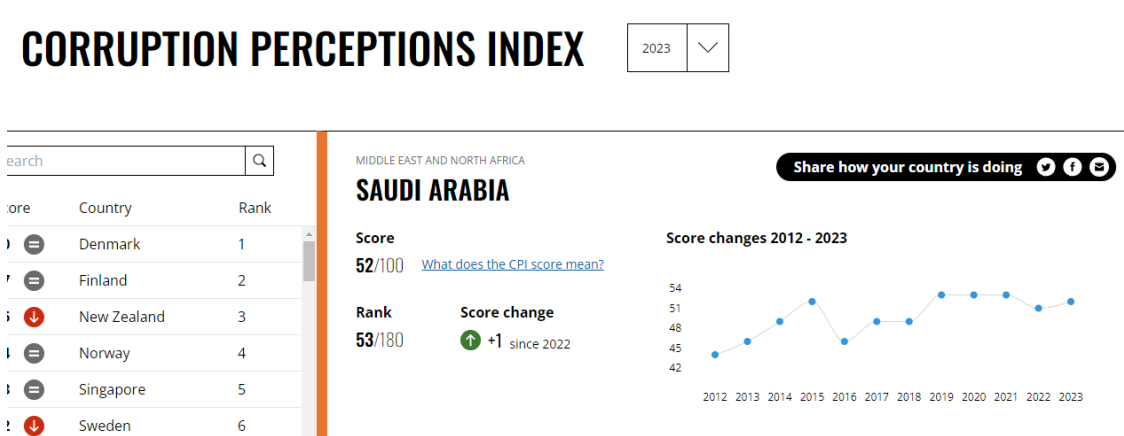 CORRUPTION PERCEPTIONS INDEX
2023
earch
MIDDLE EAST AND NORTH AFRICA
Share how your country is doing
SAUDI ARABIA
ore Country Rank
Denmark 1
Finland 2
New Zealand 3
Norway 4
Singapore 5
Sweden 6
Score
52/100 What does the CPI score mean?
Rank Score change
53/180 +1 since 2022
Score changes 2012 - 2023
54
51
48
45
42
2012 2013 2014 2015 2016 2017 2018 2019 2020 2021 2022 2023